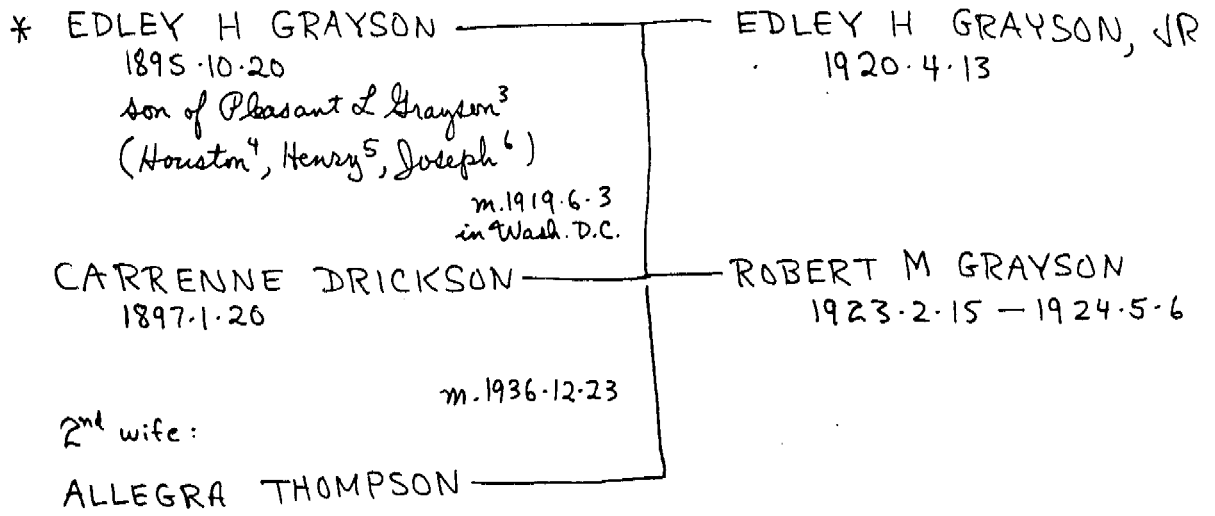 * EDLEY H GRAYSON EDLEY H GRAYSON, JR
1895·10·20 1920·4·13
son of Pleasant L Grayson³
(Houston⁴, Henry⁵, Joseph⁶)
m.1919·6·3
in Wash. D.C.
CARRENNE DRICKSON ROBERT M GRAYSON
1897·1·20 1923·2·15 — 1924·5·6
m.1936·12·23
2nd wife:
ALLEGRA THOMPSON